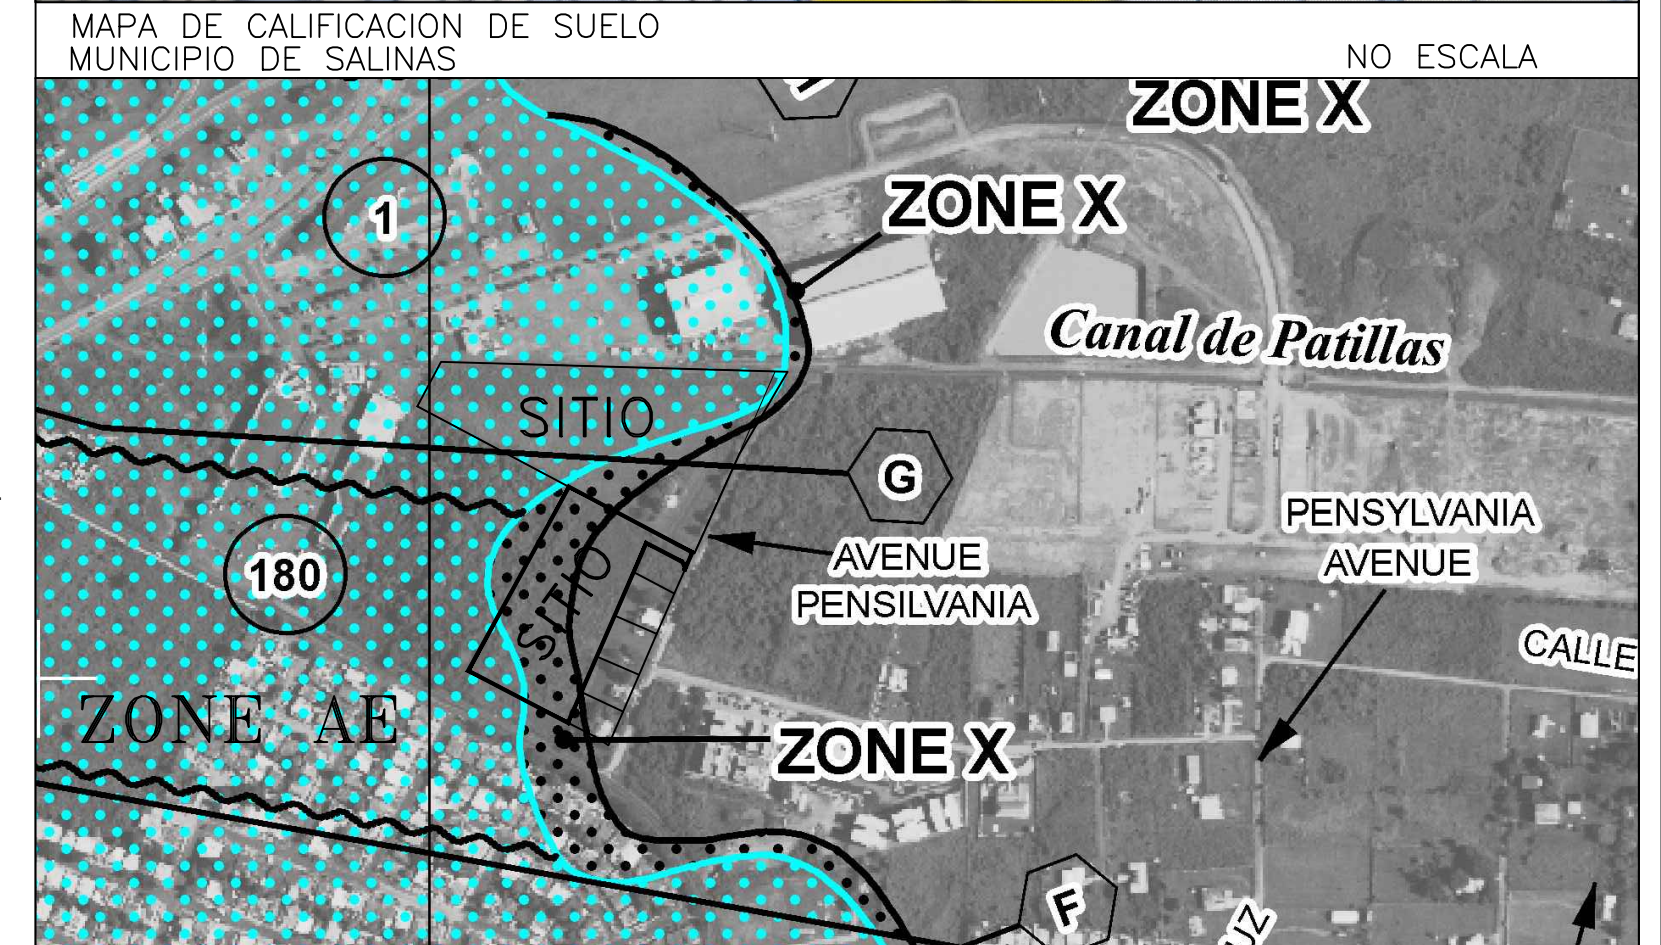 MAPA DE CALIFICACION DE SUELO
MUNICIPIO DE SALINAS
NO ESCALA
ZONE X
ZONE X
1
Canal de Patillas
SITIO
G
PENSYLVANIA
AVENUE
AVENUE
PENSILVANIA
180
SITIO
CALLE
ZONE AE
ZONE X
F
UZ